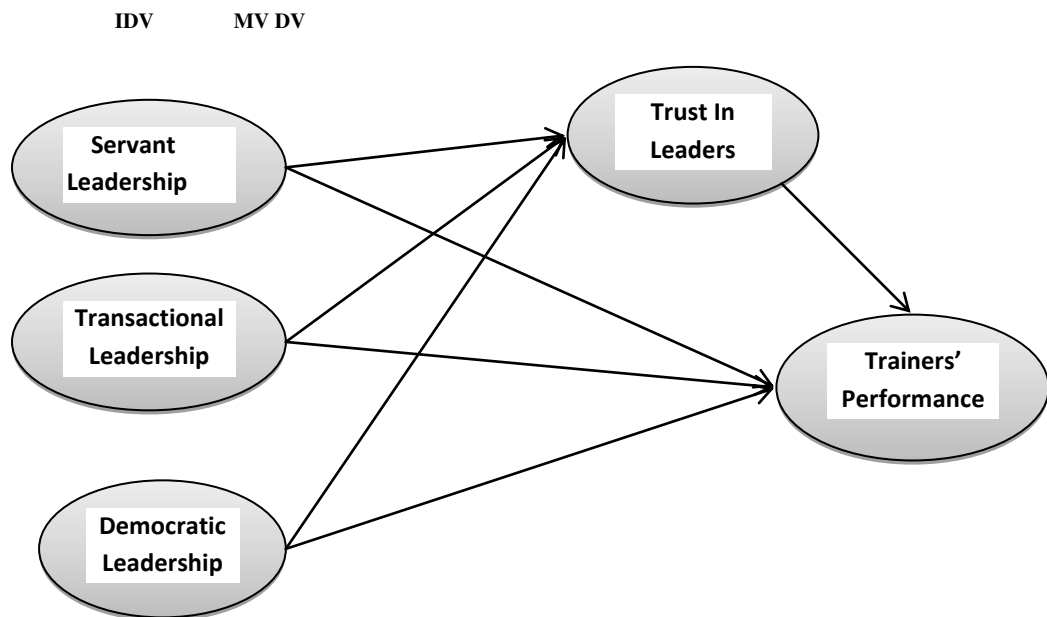 IDV MV DV
Trust In
Leaders
Servant
Leadership
Transactional
Leadership
Trainers’
Performance
Democratic
Leadership